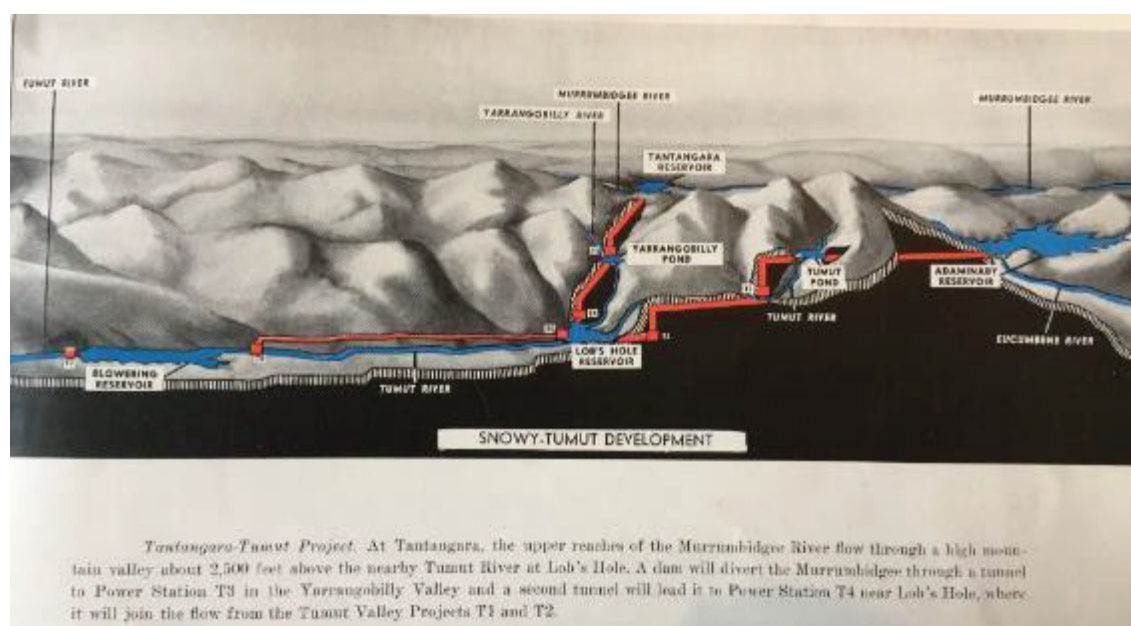 TUMUT RIVER
MURRUMBIDGEE RIVER
MURRUMBIDGEE RIVER
YARRANGOBILLY RIVER
TANTANGARA
RESERVOIR
YARRANGOBILLY
POND
TUMUT
POND
ADAMINABY
RESERVOIR
TUMUT RIVER
EUCUMBENE RIVER
LOB'S HOLE
RESERVOIR
BLOWERING
RESERVOIR
TUMUT RIVER
SNOWY-TUMUT DEVELOPMENT
Tantangara-Tumut Project. At Tantangara, the upper reaches of the Murrumbidgee River flow through a high moun-
tain valley about 2,500 feet above the nearby Tumut River at Lob's Hole. A dam will divert the Murrumbidgee through a tunnel
to Power Station T3 in the Yarrangobilly Valley and a second tunnel will lead it to Power Station T4 near Lob's Hole, where
it will join the flow from the Tumut Valley Projects T1 and T2.